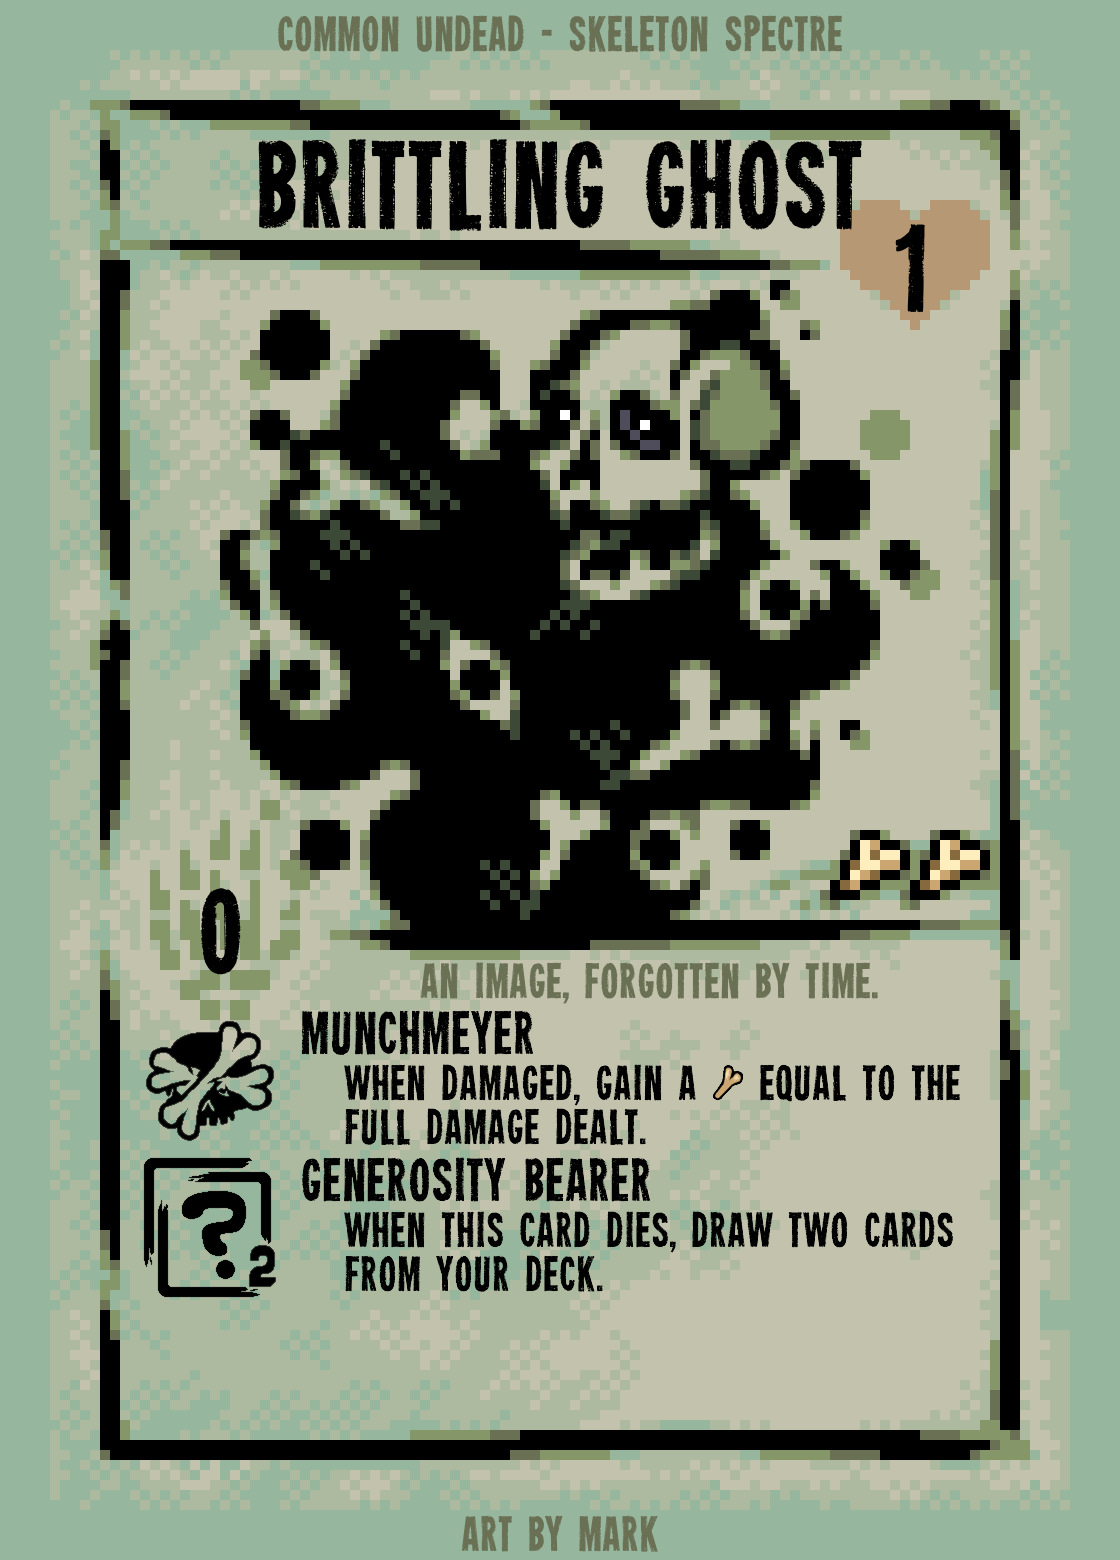 COMMON UNDEAD - SKELETON SPECTRE
BRITTLING GHOST
1
0
AN IMAGE, FORGOTTEN BY TIME.
MUNCHMEYER
WHEN DAMAGED, GAIN A EQUAL TO THE
FULL DAMAGE DEALT.
?2
GENEROSITY BEARER
WHEN THIS CARD DIES, DRAW TWO CARDS
FROM YOUR DECK.
ART BY MARK